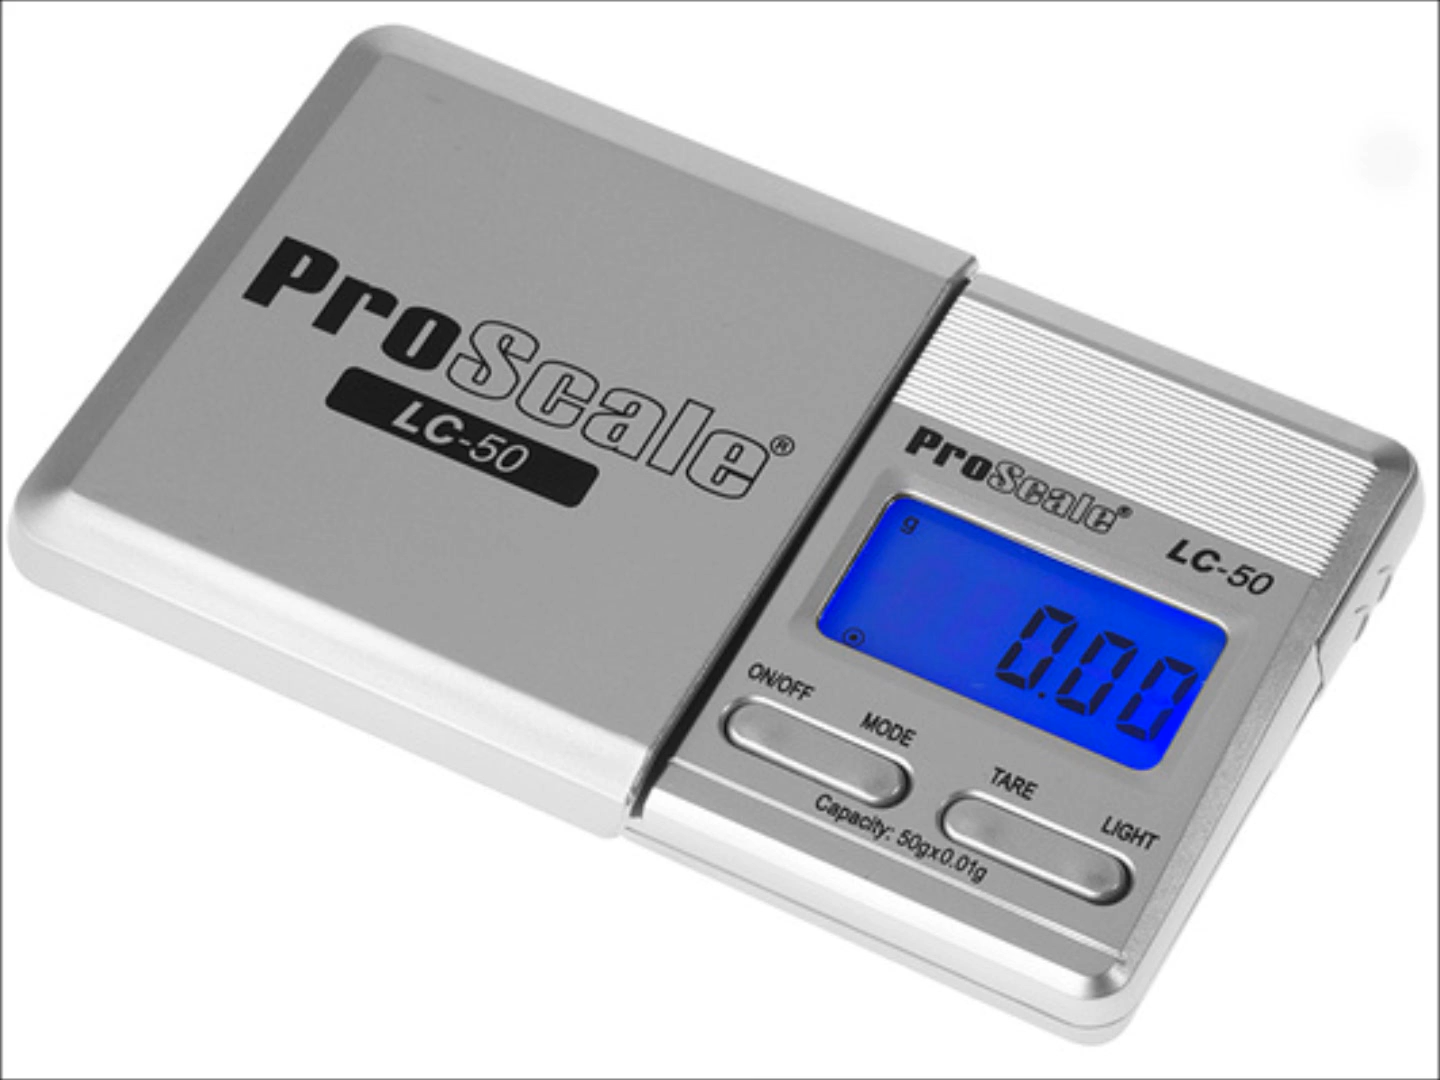 ProScale®
LC-50
ProScale®
LC-50
g
0.00
ON/OFF
MODE
TARE
LIGHT
Capacity: 50gx0.01g